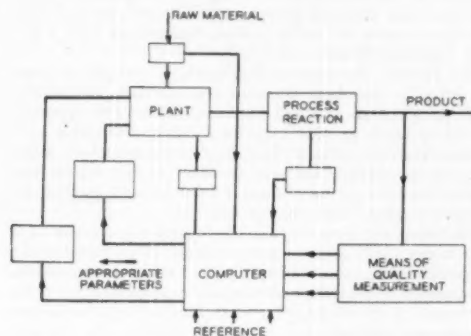 RAW MATERIAL
PLANT
PROCESS
REACTION
PRODUCT
APPROPRIATE
PARAMETERS
COMPUTER
MEANS OF
QUALITY
MEASUREMENT
REFERENCE